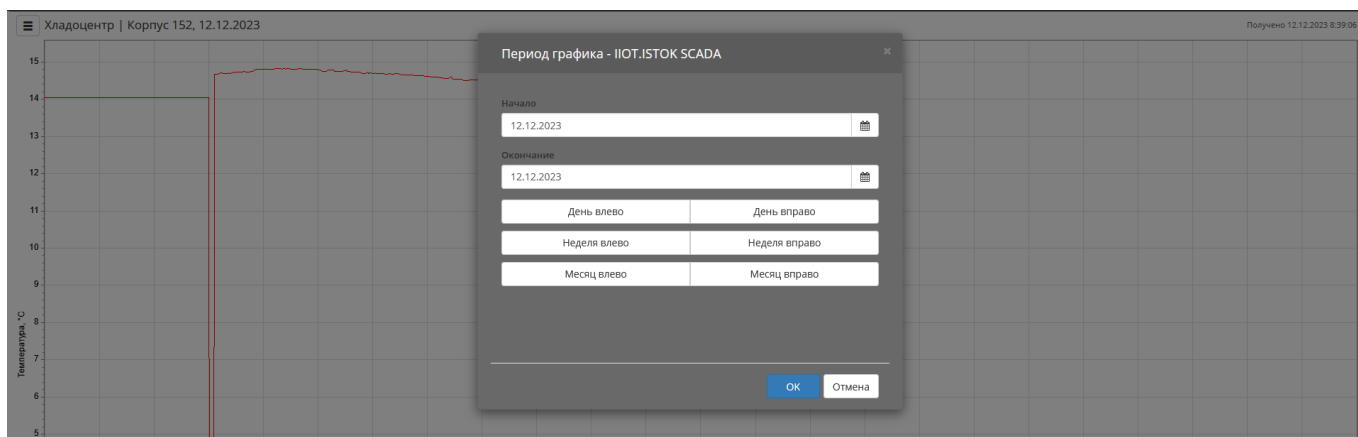 Хладоцентр | Корпус 152, 12.12.2023
Получено 12.12.2023 8:39:06
Период графика - IIOT.ISTOK SCADA
×
Начало
12.12.2023
Окончание
12.12.2023
День влево День вправо
Неделя влево Неделя вправо
Месяц влево Месяц вправо
OK Отмена
15
14
13
12
11
10
9
8
7
6
5
Температура, °C